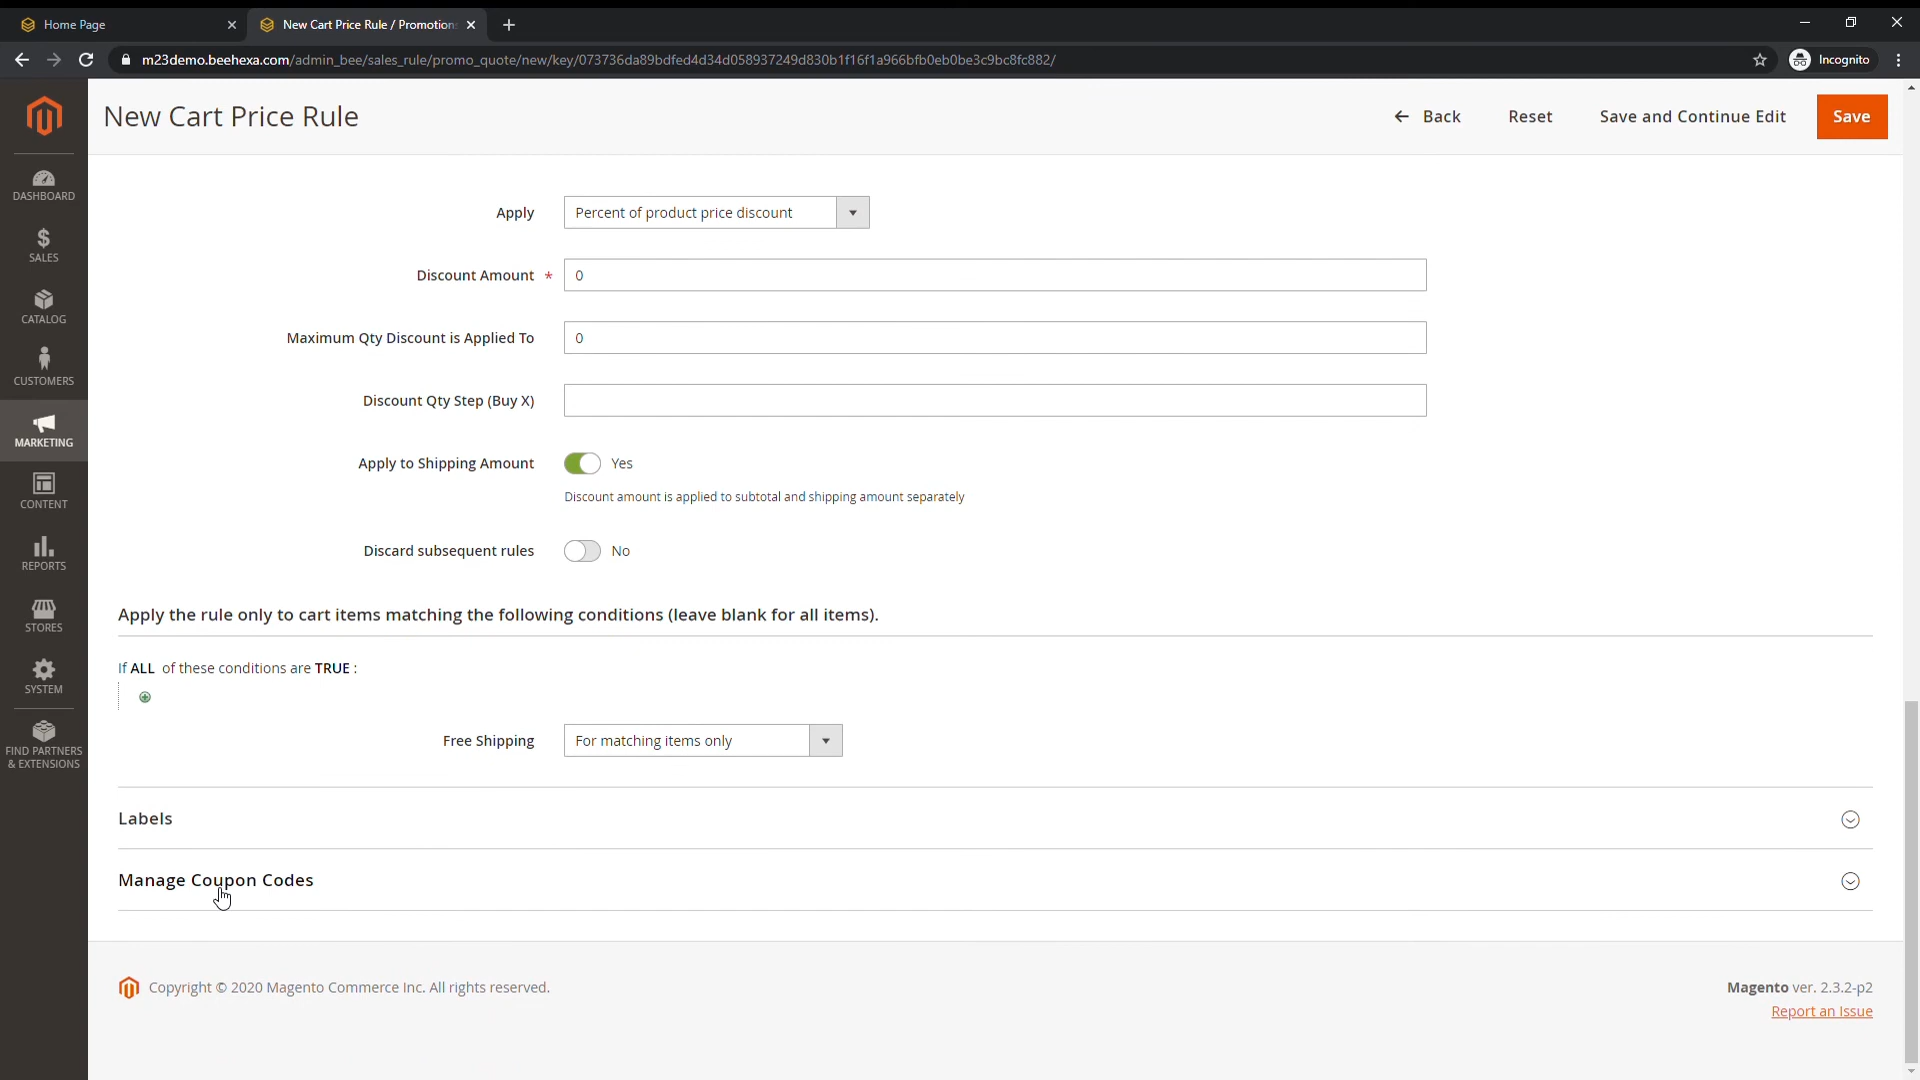 Home Page
New Cart Price Rule / Promotion
m23demo.beehexa.com/admin_bee/sales_rule/promo_quote/new/key/073736da89bdfed4d34d058937249d830b1f16f1a966bfb0eb0be3c9bc8fc882/
Incognito
New Cart Price Rule
Back
Reset
Save and Continue Edit
Save
DASHBOARD
SALES
CATALOG
CUSTOMERS
MARKETING
CONTENT
REPORTS
STORES
SYSTEM
FIND PARTNERS
& EXTENSIONS
Apply Percent of product price discount
Discount Amount * 0
Maximum Qty Discount is Applied To 0
Discount Qty Step (Buy X)
Apply to Shipping Amount Yes
Discount amount is applied to subtotal and shipping amount separately
Discard subsequent rules No
Apply the rule only to cart items matching the following conditions (leave blank for all items).
If ALL of these conditions are TRUE :
Free Shipping For matching items only
Labels
Manage Coupon Codes
Copyright © 2020 Magento Commerce Inc. All rights reserved.
Magento ver. 2.3.2-p2
Report an Issue